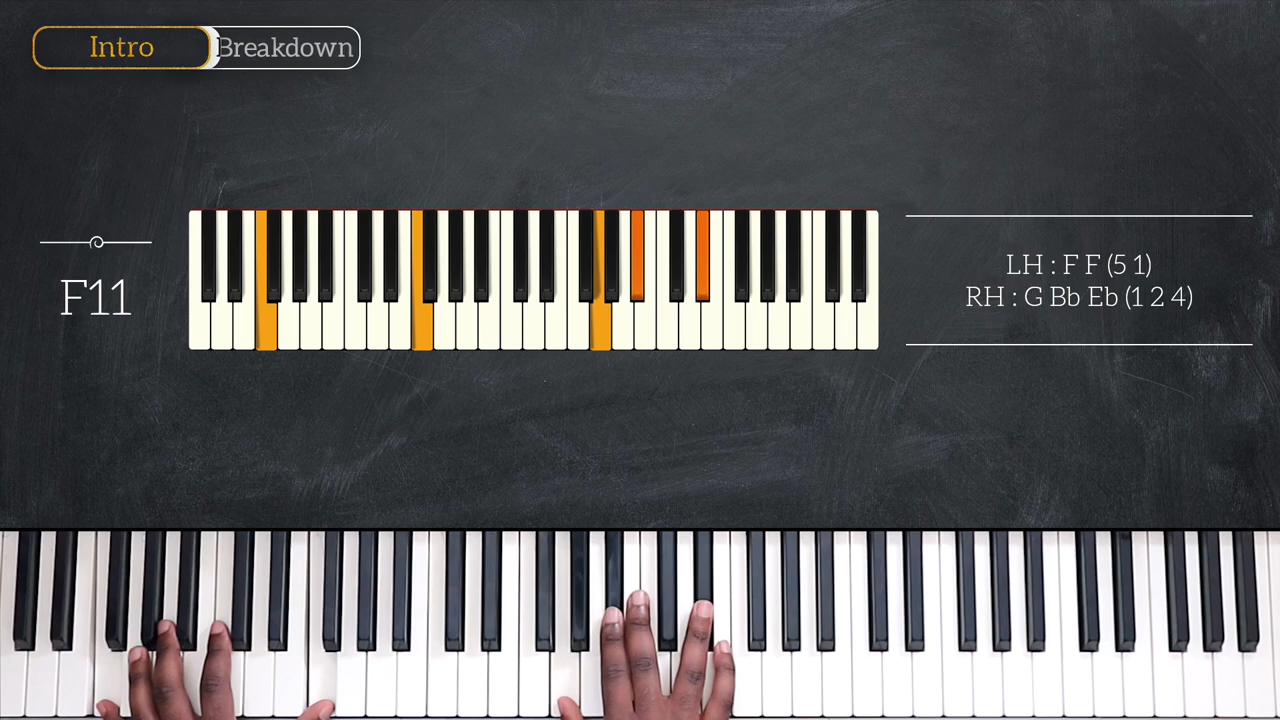 Intro
Breakdown
F11
LH : F F (5 1)
RH : G Bb Eb (1 2 4)